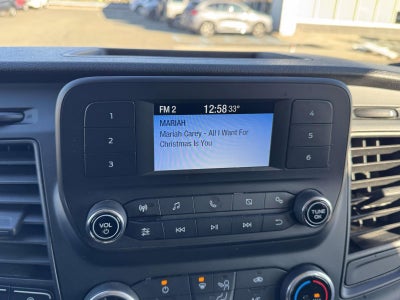 FM 2 12:58 33°
MARIAH
Mariah Carey - All I Want For
Christmas Is You
1
2
3
4
5
6
VOL
TUNE
OK